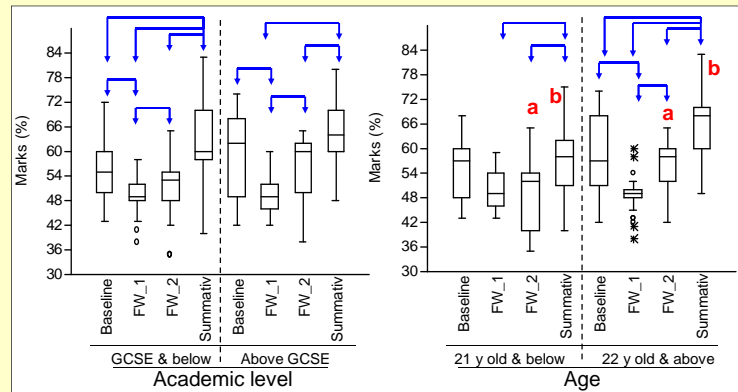 Marks (%)
84
78
72
66
60
54
48
42
36
30
Baseline
FW_1
FW_2
Summativ
Baseline
FW_1
FW_2
Summativ
GCSE & below
Above GCSE
Academic level
Marks (%)
84
78
72
66
60
54
48
42
36
30
a
b
a
b
Baseline
FW_1
FW_2
Summativ
Baseline
FW_1
FW_2
Summativ
21 y old & below
22 y old & above
Age